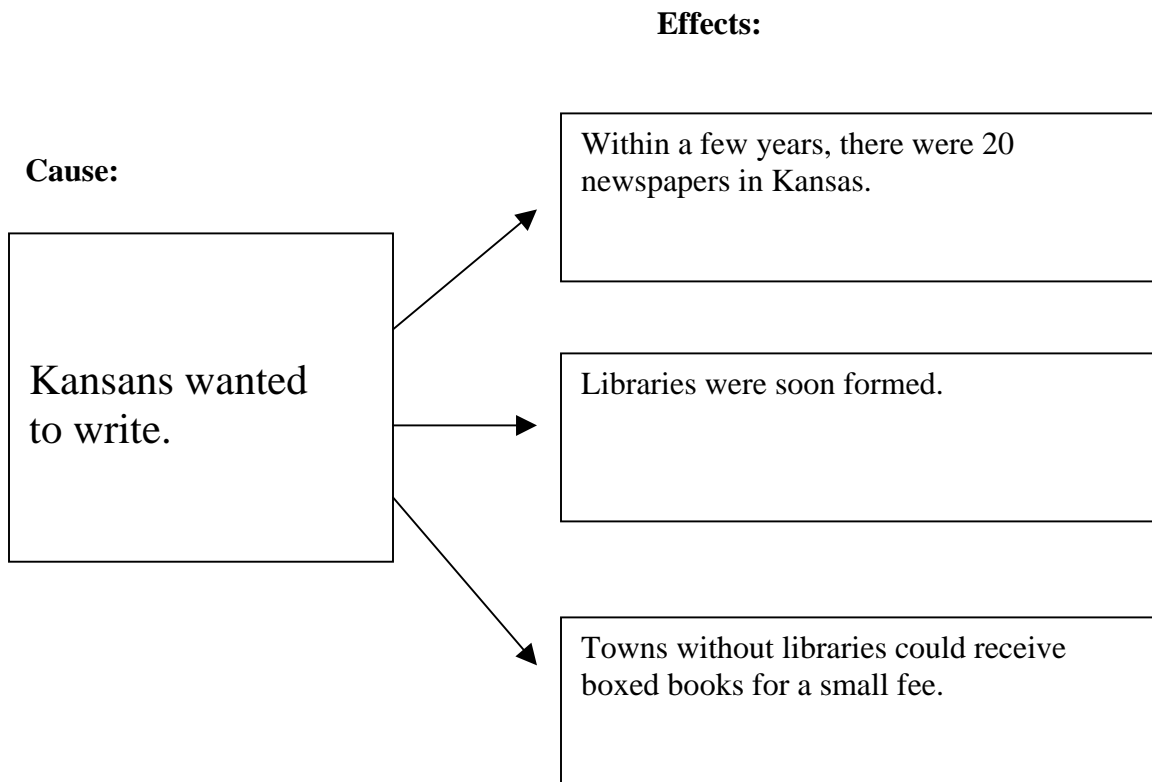 Effects:
Cause:
Kansans wanted
to write.
Within a few years, there were 20
newspapers in Kansas.
Libraries were soon formed.
Towns without libraries could receive
boxed books for a small fee.